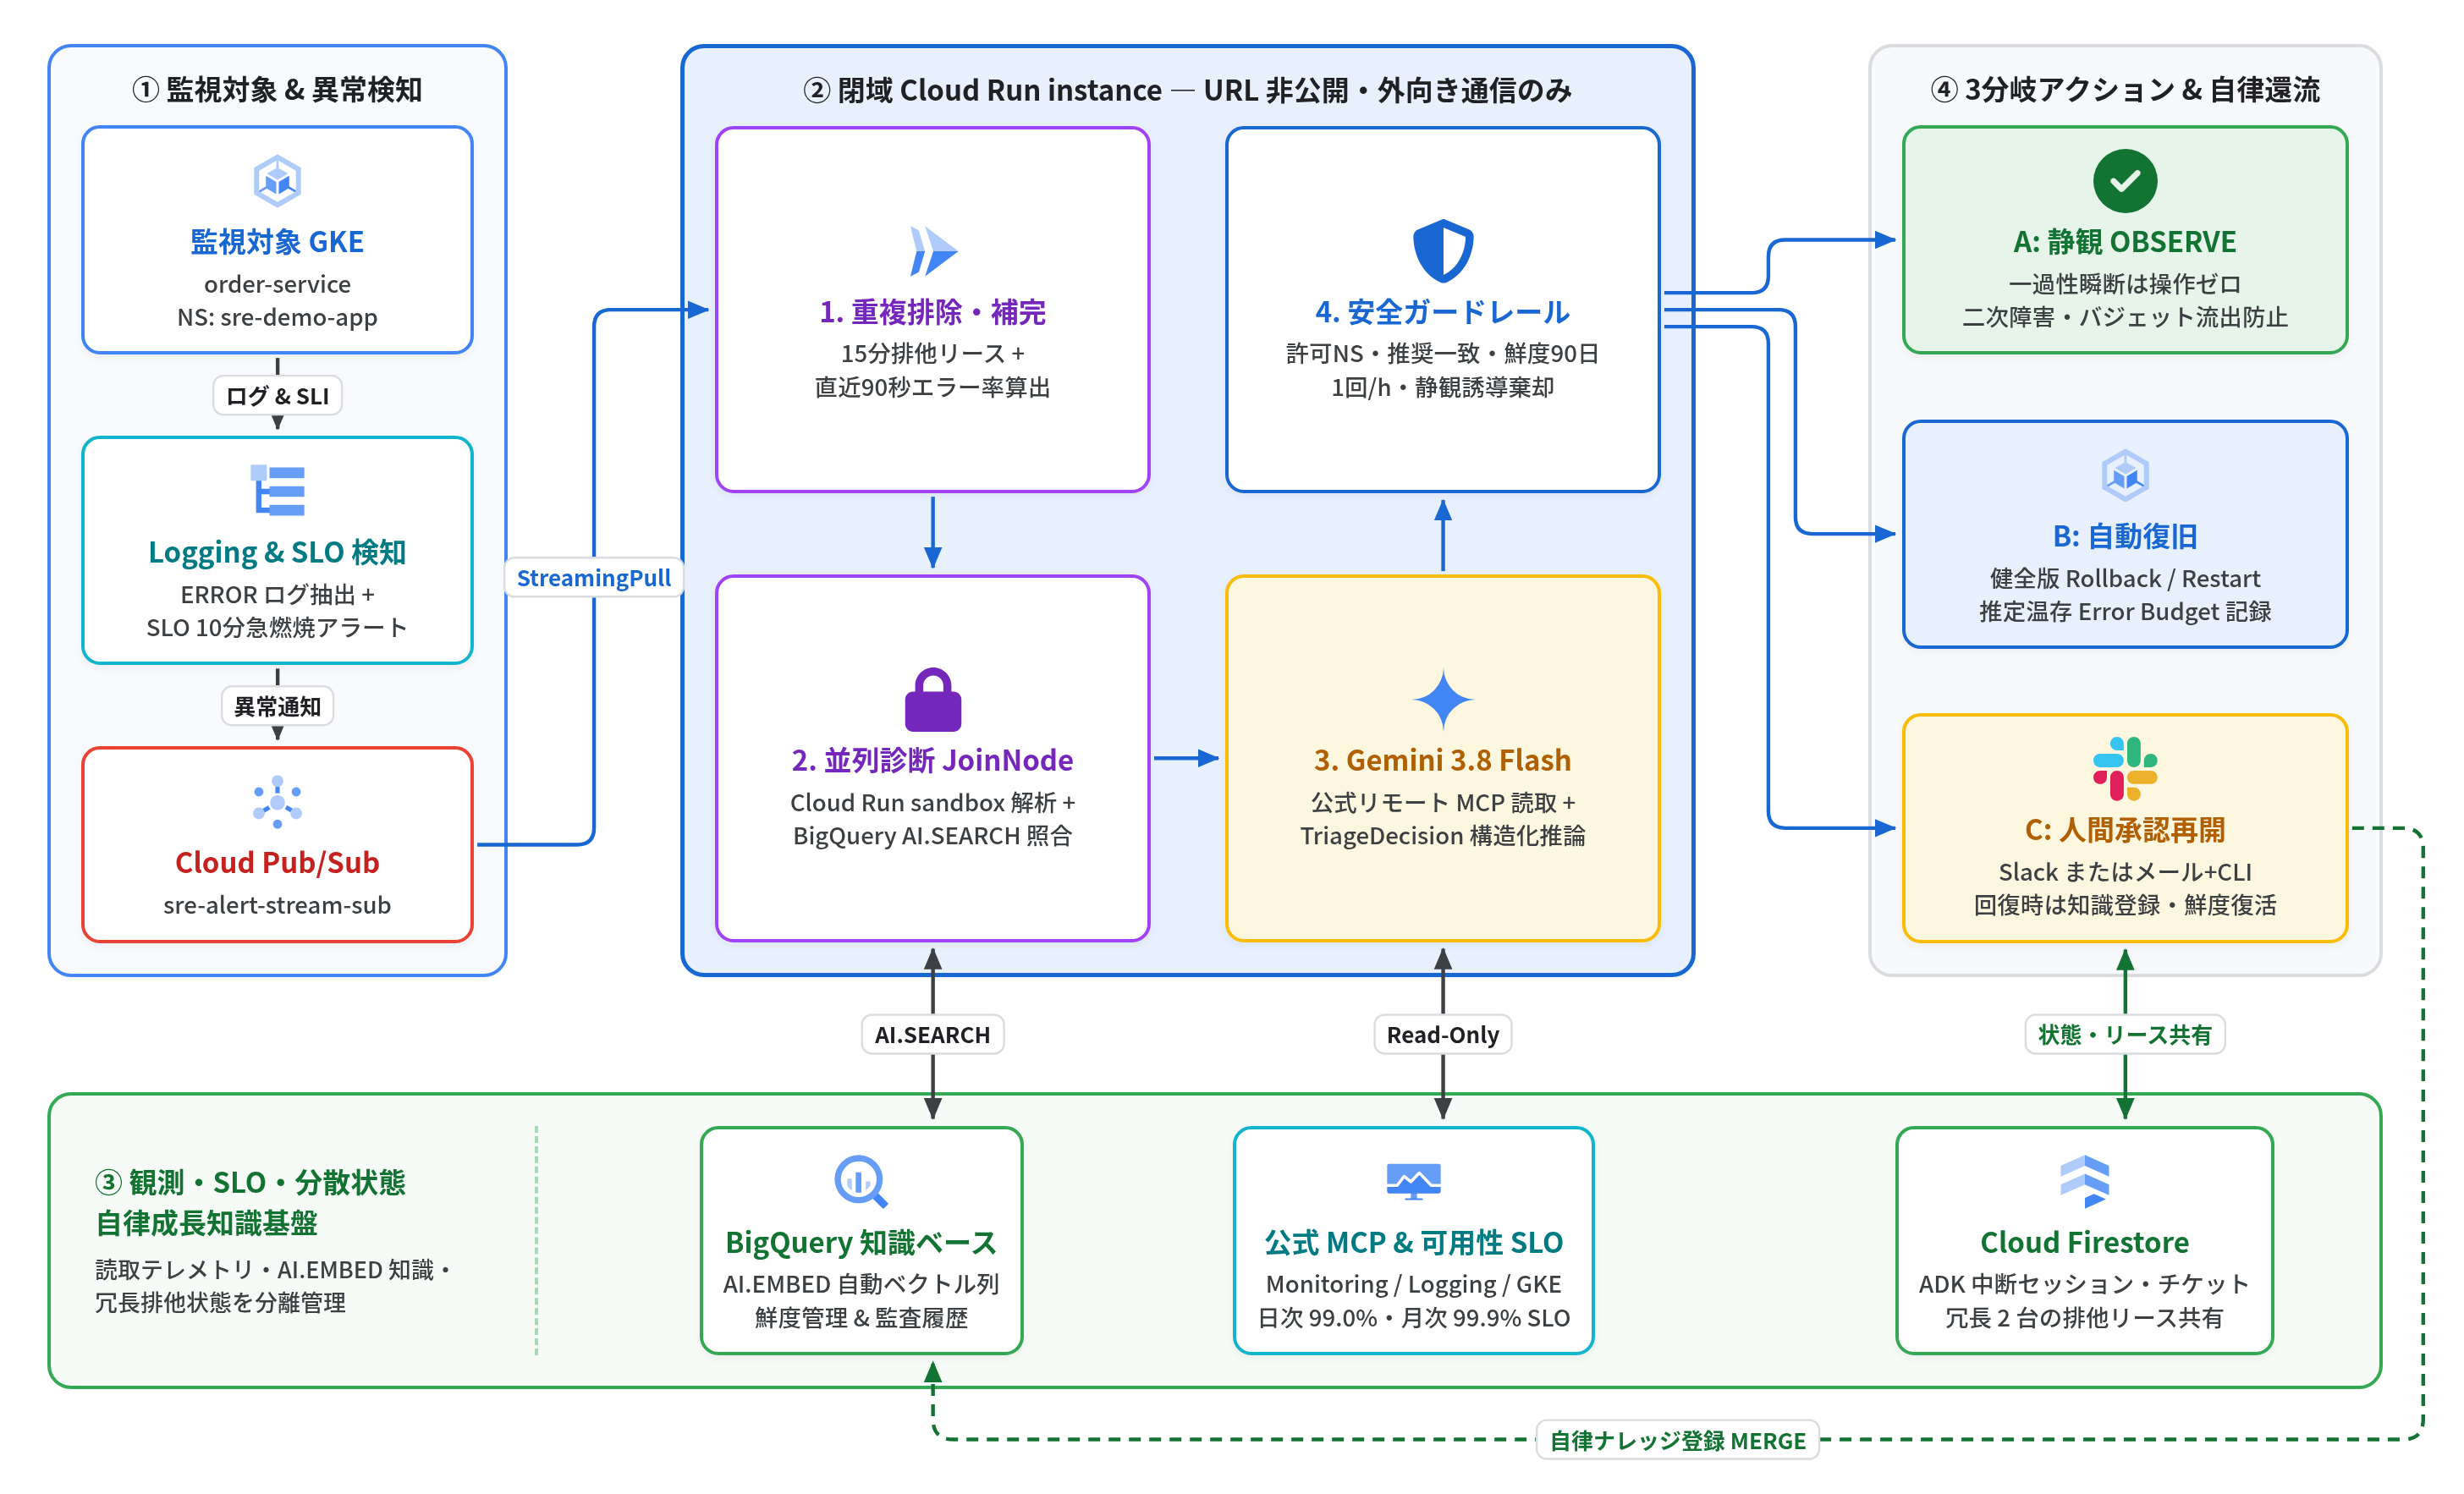 ① 監視対象 & 異常検知
監視対象 GKE
order-service
NS: sre-demo-app
ログ & SLI
Logging & SLO 検知
ERROR ログ抽出 +
SLO 10分急燃焼アラート
異常通知
Cloud Pub/Sub
sre-alert-stream-sub
StreamingPull
② 閉域 Cloud Run instance — URL 非公開・外向き通信のみ
1. 重複排除・補完
15分排他リース +
直近90秒エラー率算出
2. 並列診断 JoinNode
Cloud Run sandbox 解析 +
BigQuery AI.SEARCH 照合
3. Gemini 3.8 Flash
公式リモート MCP 読取 +
TriageDecision 構造化推論
4. 安全ガードレール
許可NS・推奨一致・鮮度90日
1回/h・静観誘導棄却
④ 3分岐アクション & 自律還流
A: 静観 OBSERVE
一過性瞬断は操作ゼロ
二次障害・バジェット流出防止
B: 自動復旧
健全版 Rollback / Restart
推定温存 Error Budget 記録
C: 人間承認再開
Slack またはメール+CLI
回復時は知識登録・鮮度復活
AI.SEARCH
Read-Only
状態・リース共有
③ 観測・SLO・分散状態
自律成長知識基盤
読取テレメトリ・AI.EMBED 知識・
冗長排他状態を分離管理
BigQuery 知識ベース
AI.EMBED 自動ベクトル列
鮮度管理 & 監査履歴
公式 MCP & 可用性 SLO
Monitoring / Logging / GKE
日次 99.0%・月次 99.9% SLO
Cloud Firestore
ADK 中断セッション・チケット
冗長 2 台の排他リース共有
自律ナレッジ登録 MERGE